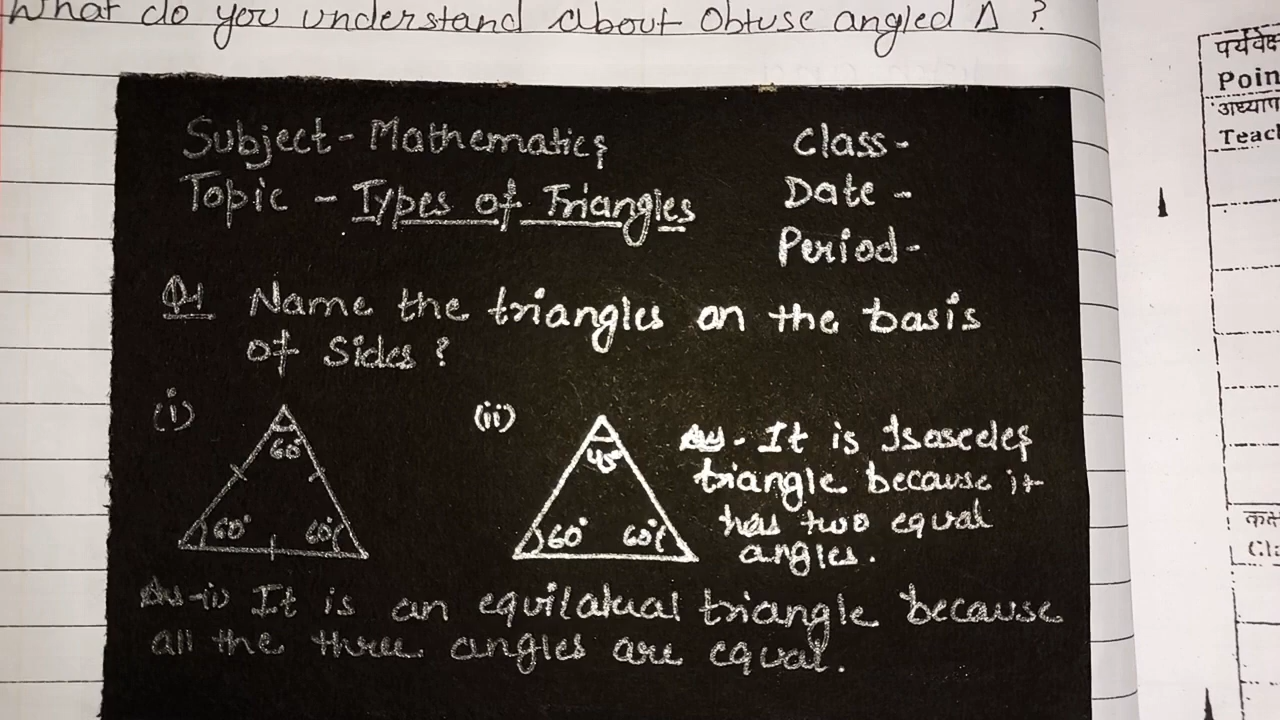 What do you understand about Obtuse angled Δ ?
Subject - Mathematics
Topic - Types of Triangles
Class -
Date -
Period -
Q1 Name the triangles on the basis
of Sides ?
(i)
60°
60°
60°
(ii)
45°
60°
60°
Ans - It is Isosceles
triangle because it
has two equal
angles.
Ans - i) It is an equilateral triangle because
all the three angles are equal.
पर्यवेक्ष
Poin
अध्याप
Teach
Cla